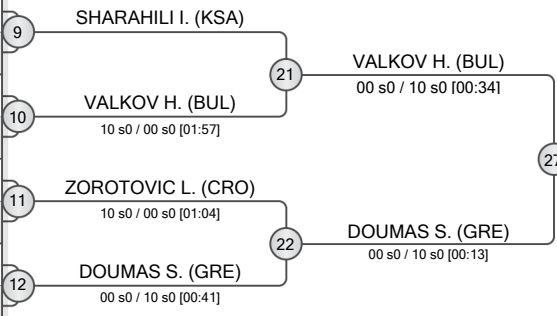 9
SHARAHILI I. (KSA)
21
VALKOV H. (BUL)
00 s0 / 10 s0 [00:34]
10
VALKOV H. (BUL)
10 s0 / 00 s0 [01:57]
27
11
ZOROTOVIC L. (CRO)
10 s0 / 00 s0 [01:04]
22
DOUMAS S. (GRE)
00 s0 / 10 s0 [00:13]
12
DOUMAS S. (GRE)
00 s0 / 10 s0 [00:41]